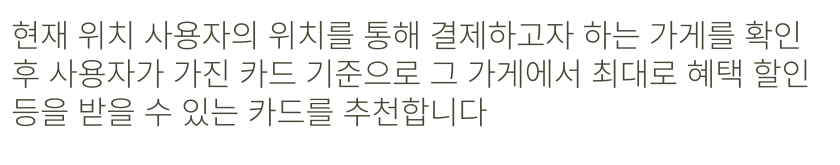 현재 위치 사용자의 위치를 통해 결제하고자 하는 가게를 확인
후 사용자가 가진 카드 기준으로 그 가게에서 최대로 혜택 할인
등을 받을 수 있는 카드를 추천합니다